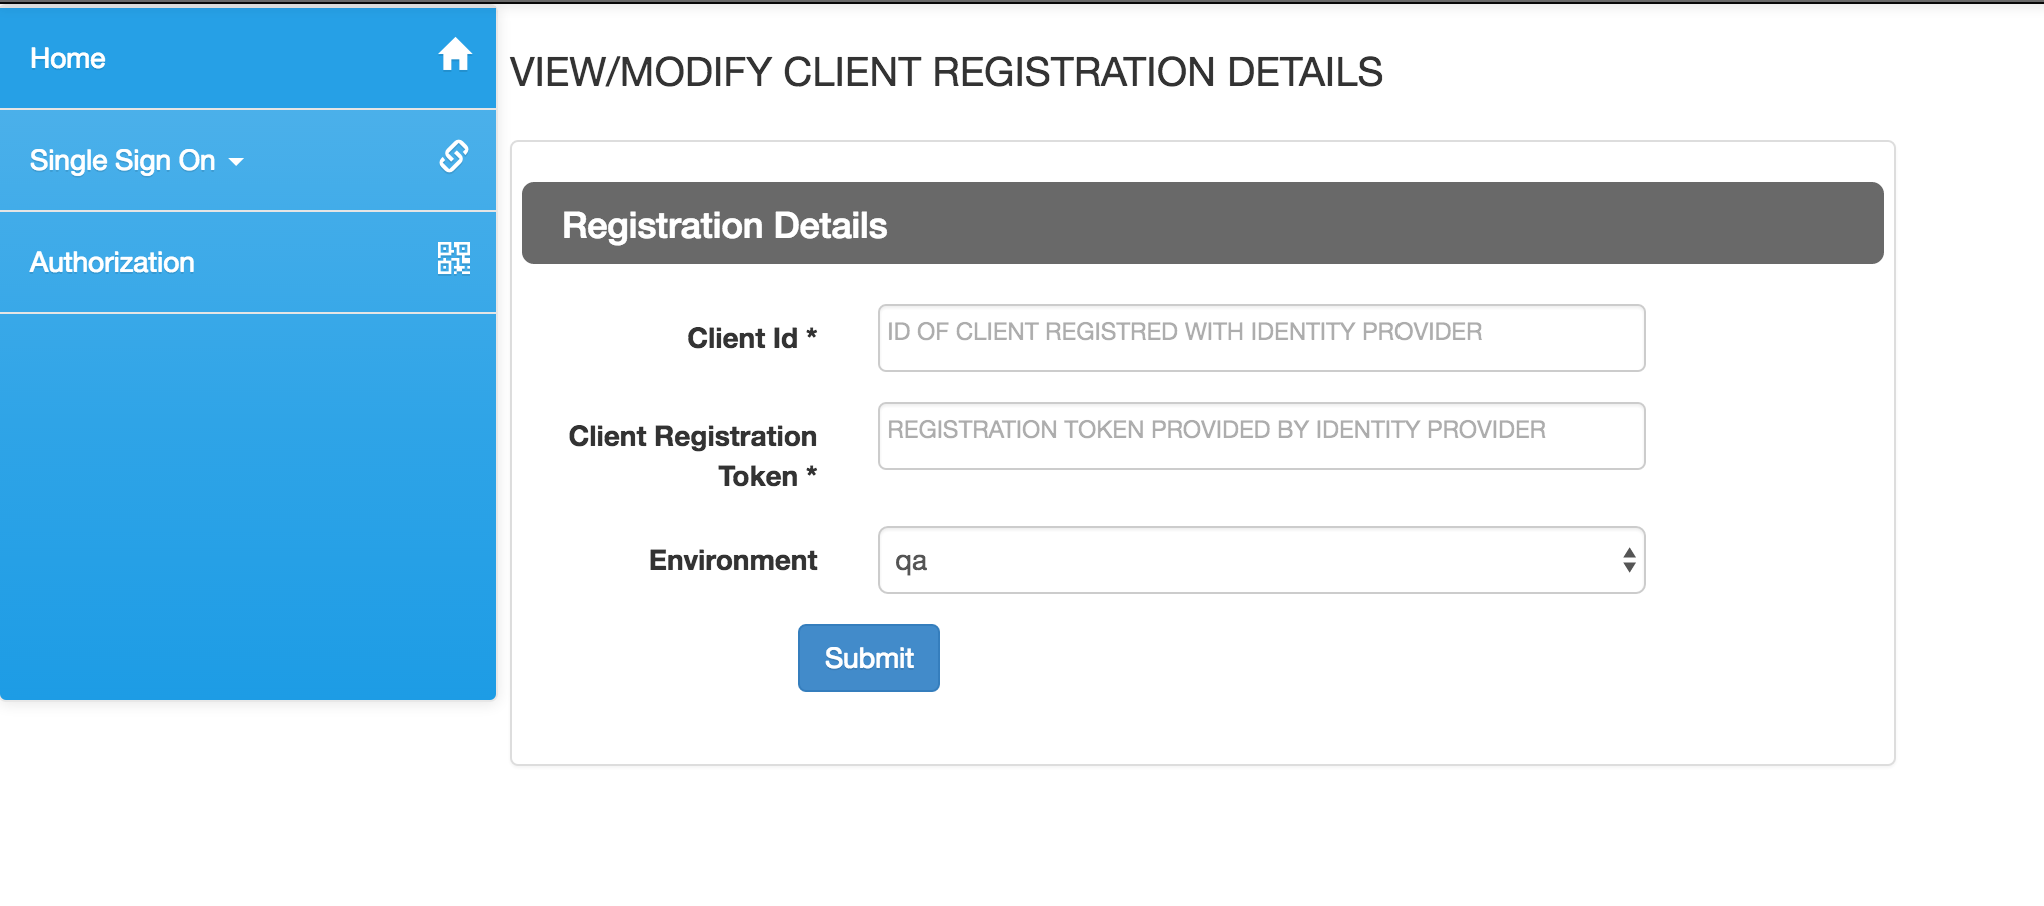 Home
Single Sign On
Authorization
VIEW/MODIFY CLIENT REGISTRATION DETAILS
Registration Details
Client Id *
ID OF CLIENT REGISTRED WITH IDENTITY PROVIDER
Client Registration
Token *
REGISTRATION TOKEN PROVIDED BY IDENTITY PROVIDER
Environment
qa
Submit